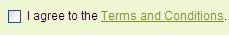 I agree to the Terms and Conditions.